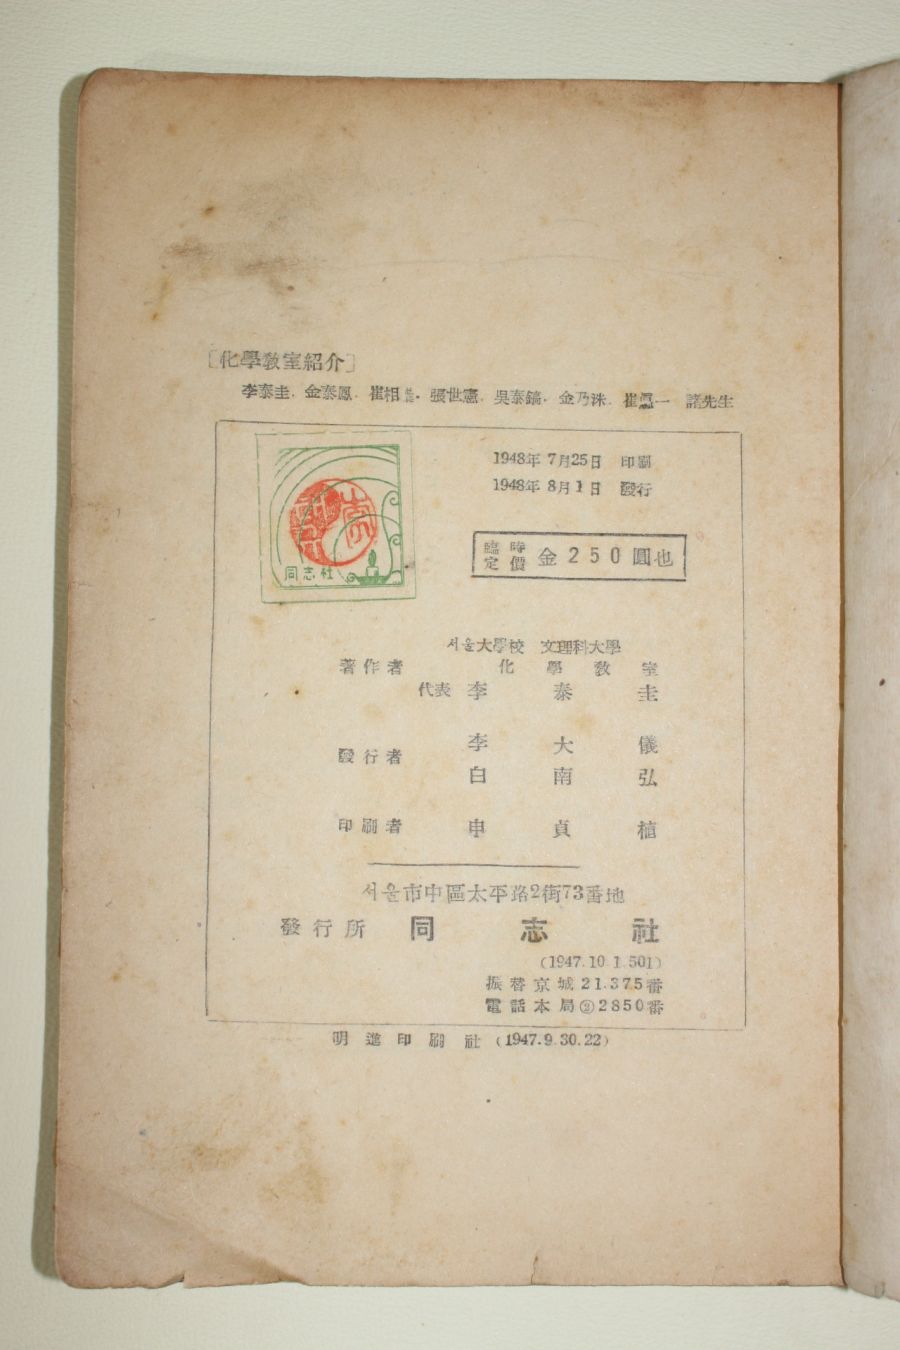 [化學敎室紹介]
李泰圭. 金泰鳳. 崔相 · 張世憲. 吳泰鎬. 金乃洙. 崔 一 諸先生
1948年 7月25日 印刷
1948年 8月1日 發行
臨時定價 金250圓也
同志社
서울大學校 文理科大學
著作者 化學敎室
代表 李泰圭
發行者 李大儀
白南弘
印刷者 申貞植
서울市中區太平路2街73番地
發行所 同志社
(1947.10.1.501)
振替京城21.375番
電話本局②2850番
明進印刷社(1947.9.30.22)